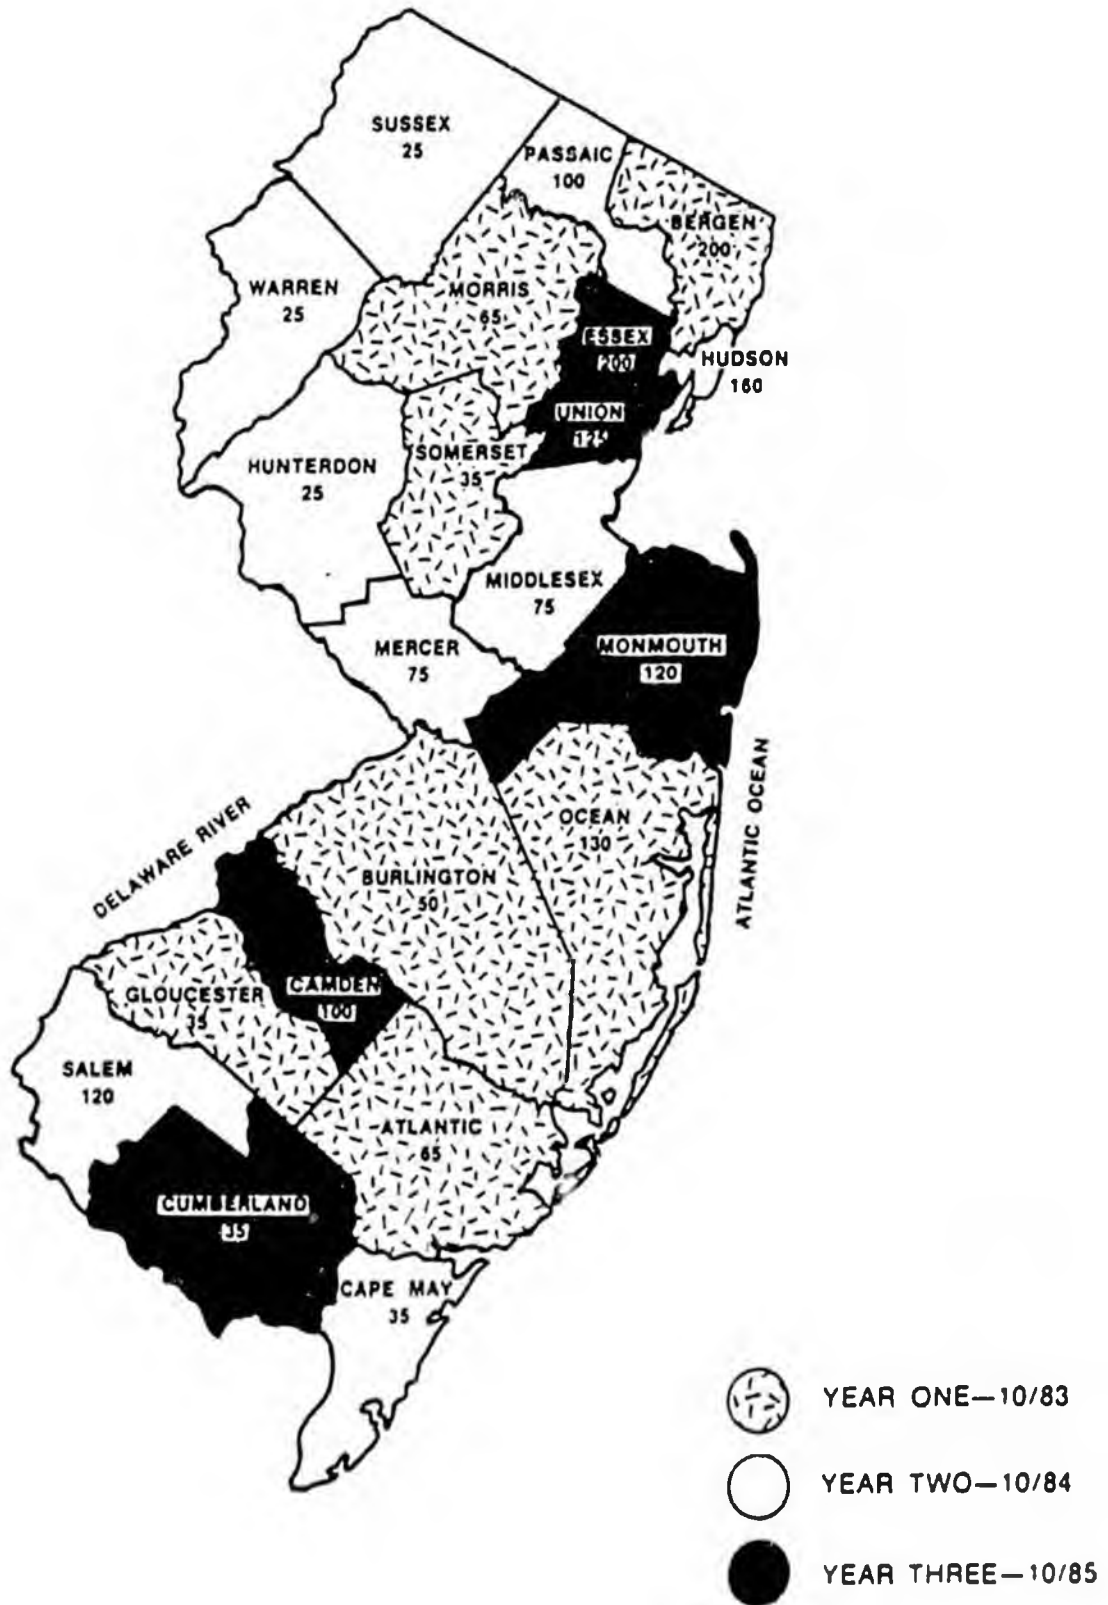 SUSSEX
25
PASSAIC
100
BERGEN
200
WARREN
25
MORRIS
65
ESSEX
200
HUDSON
160
UNION
125
HUNTERDON
25
SOMERSET
35
MIDDLESEX
75
MERCER
75
MONMOUTH
120
OCEAN
130
ATLANTIC OCEAN
DELAWARE RIVER
BURLINGTON
50
CAMDEN
100
GLOUCESTER
35
SALEM
120
ATLANTIC
65
CUMBERLAND
35
CAPE MAY
35
YEAR ONE—10/83
YEAR TWO—10/84
YEAR THREE—10/85